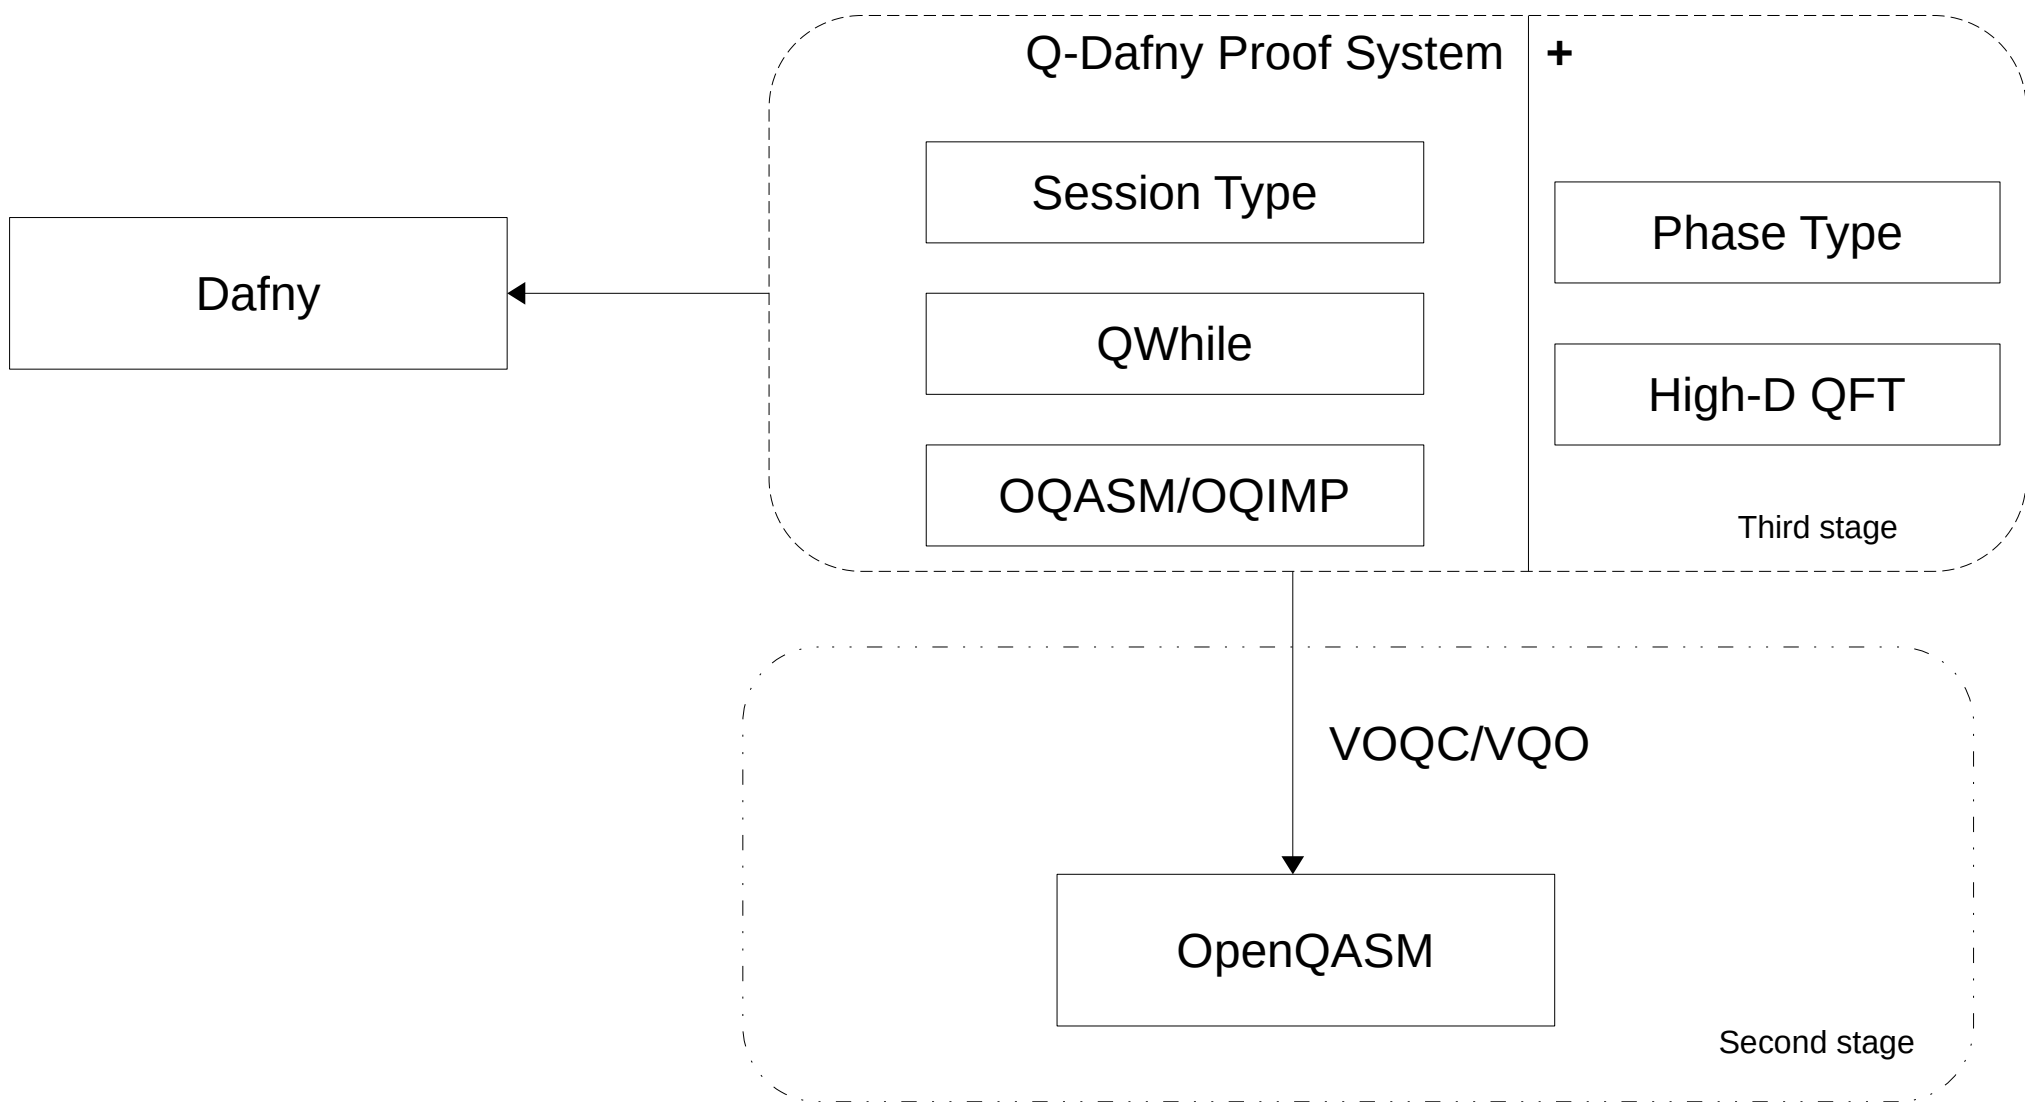 Q-Dafny Proof System +
Session Type
Phase Type
Dafny
QWhile
High-D QFT
OQASM/OQIMP
Third stage
VOQC/VQO
OpenQASM
Second stage